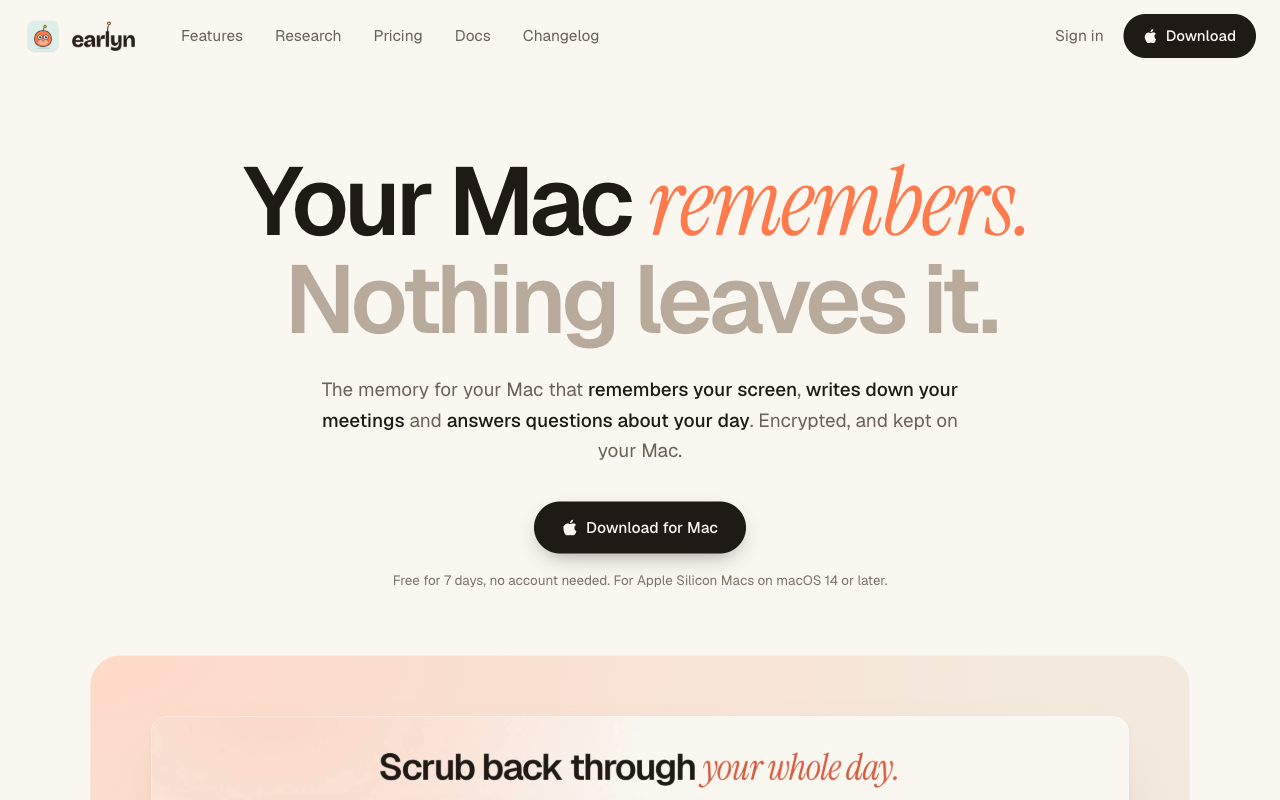 earlyn
Features
Research
Pricing
Docs
Changelog
Sign in
Download
Your Mac remembers.
Nothing leaves it.
The memory for your Mac that remembers your screen, writes down your
meetings and answers questions about your day. Encrypted, and kept on
your Mac.
Download for Mac
Free for 7 days, no account needed. For Apple Silicon Macs on macOS 14 or later.
Scrub back through your whole day.